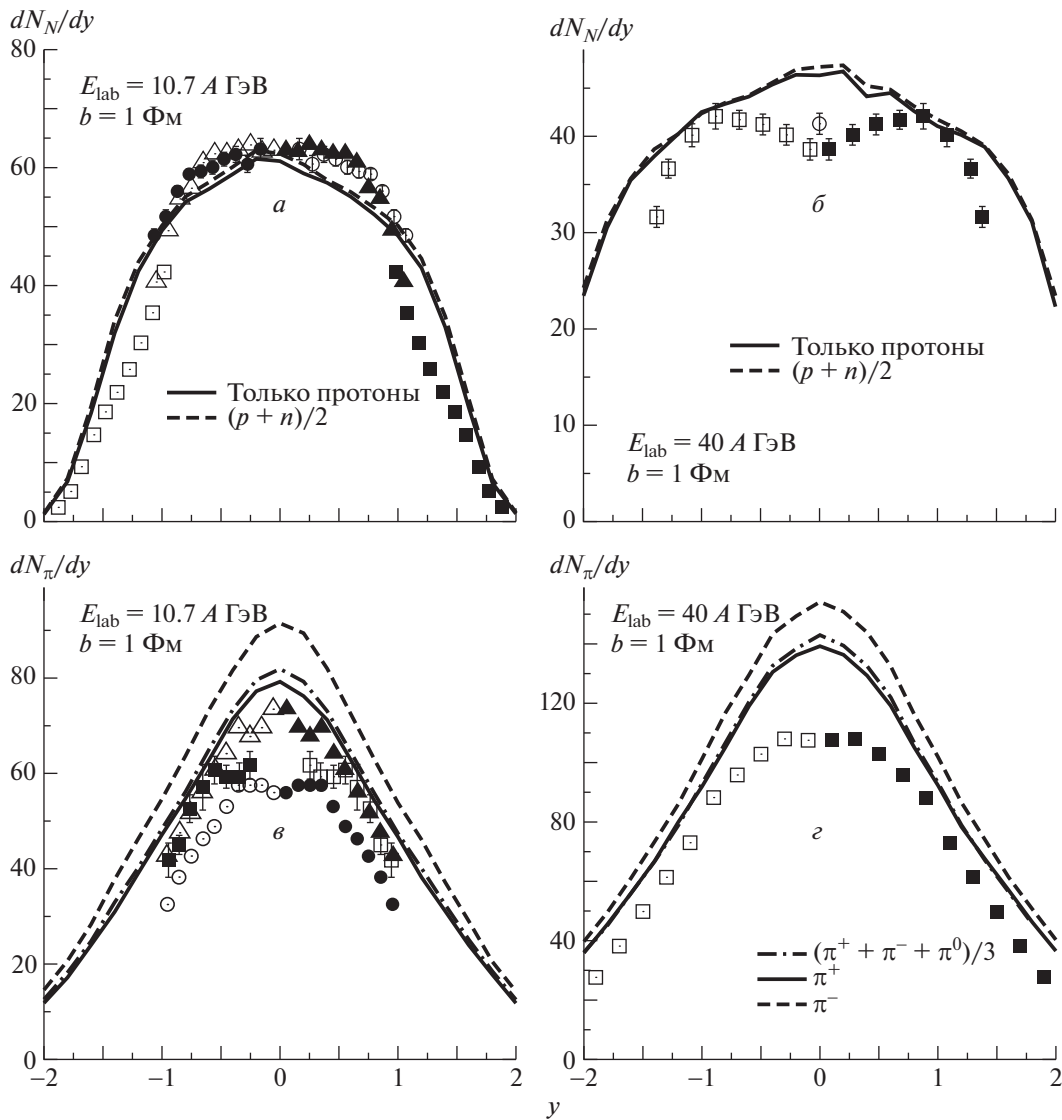 dN_N/dy
80
60
40
20
0
E_lab = 10.7 A ГэВ
b = 1 Фм
а
Только протоны
(p + n)/2
dN_N/dy
40
30
20
10
0
б
Только протоны
(p + n)/2
E_lab = 40 A ГэВ
b = 1 Фм
dN_π/dy
80
60
40
20
0
E_lab = 10.7 A ГэВ
b = 1 Фм
в
−2 −1 0 1 2
dN_π/dy
120
80
40
0
E_lab = 40 A ГэВ
b = 1 Фм
г
(π⁺ + π⁻ + π⁰)/3
π⁺
π⁻
−2 −1 0 1 2
y